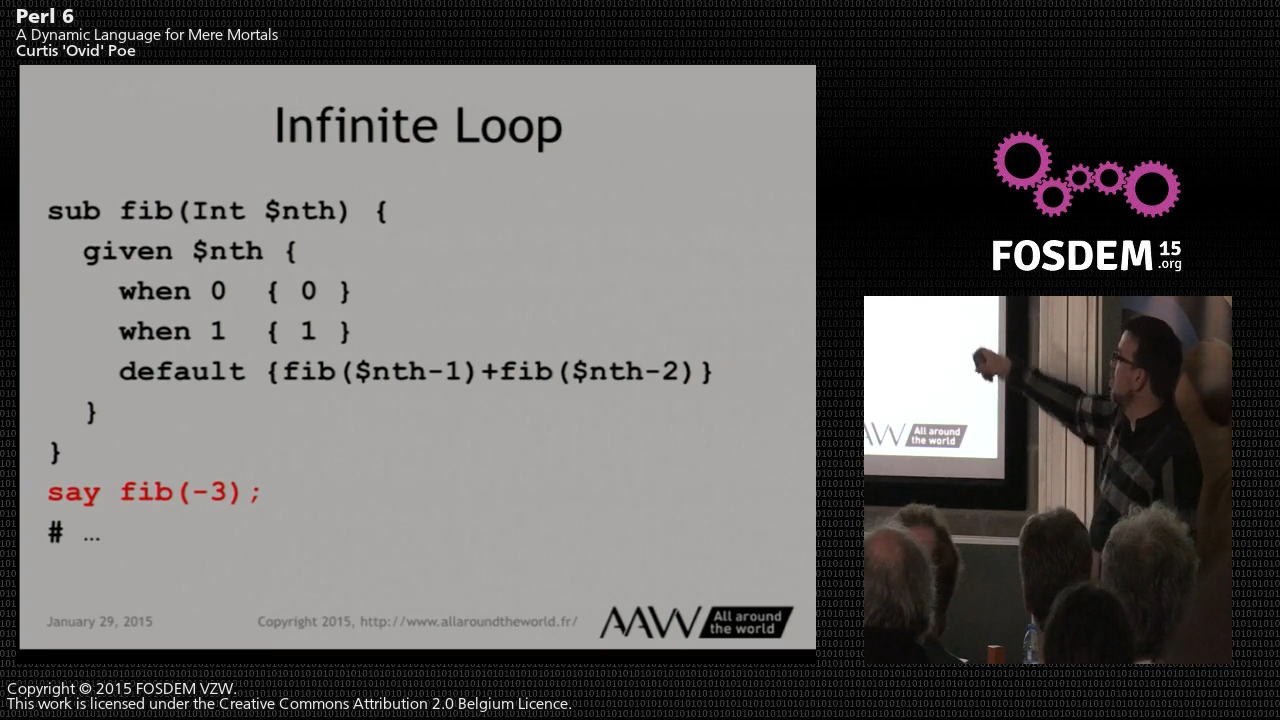 Perl 6
A Dynamic Language for Mere Mortals
Curtis 'Ovid' Poe
Infinite Loop
sub fib(Int $nth) {
  given $nth {
    when 0  { 0 }
    when 1  { 1 }
    default {fib($nth-1)+fib($nth-2)}
  }
}
say fib(-3);
# …
January 29, 2015
Copyright 2015, http://www.allaroundtheworld.fr/
AAW All around
the world
FOSDEM 15
.org
AW All around
the world
Copyright © 2015 FOSDEM VZW.
This work is licensed under the Creative Commons Attribution 2.0 Belgium Licence.